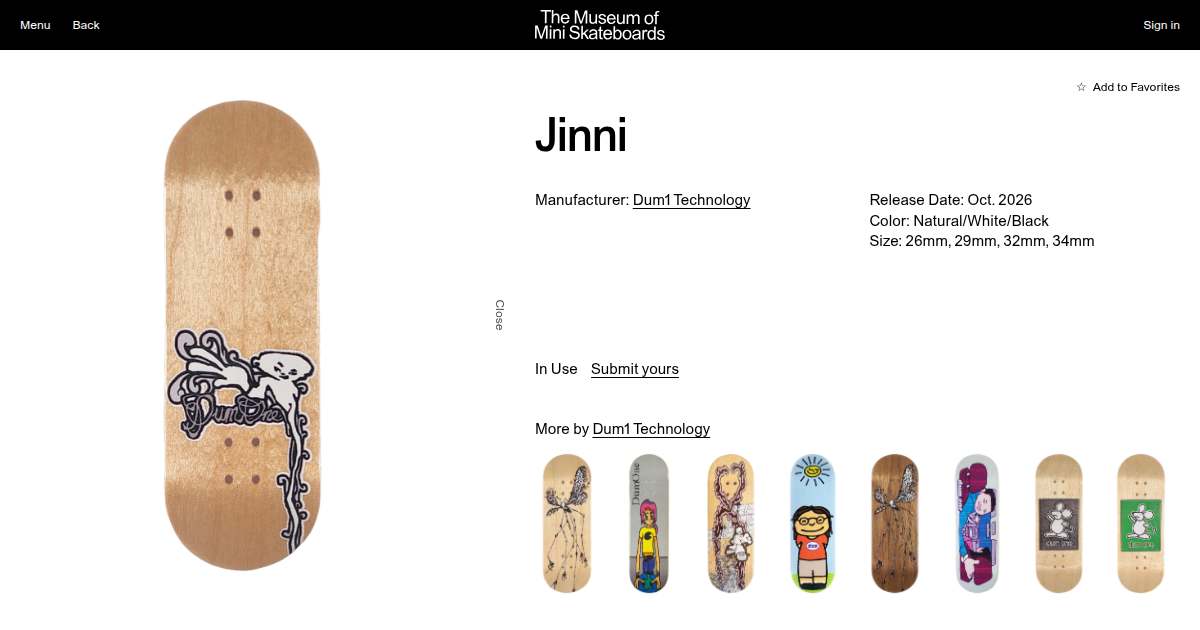 Menu
Back
The Museum of
Mini Skateboards
Sign in
☆ Add to Favorites
Jinni
Manufacturer: Dum1 Technology
Release Date: Oct. 2026
Color: Natural/White/Black
Size: 26mm, 29mm, 32mm, 34mm
Close
DumOne
In Use
Submit yours
More by Dum1 Technology
DumOne